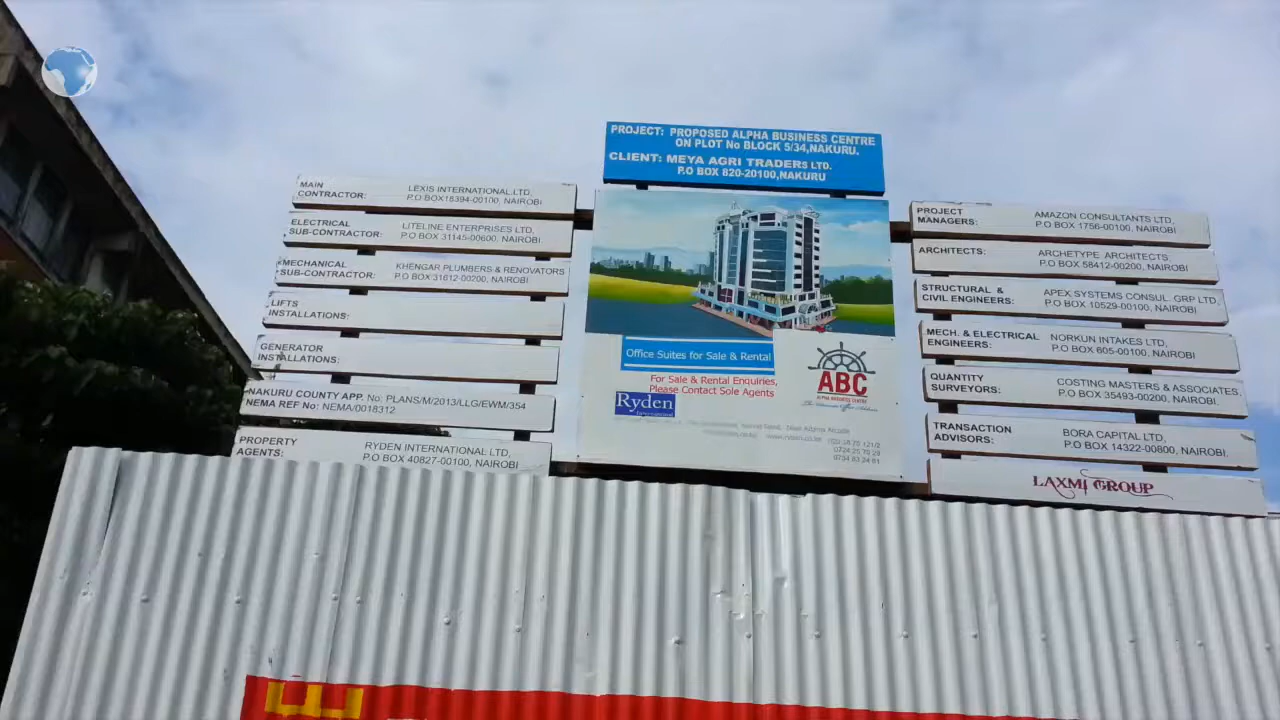 PROJECT: PROPOSED ALPHA BUSINESS CENTRE
ON PLOT No BLOCK 5/34,NAKURU.
CLIENT: MEYA AGRI TRADERS LTD.
P.O BOX 820-20100,NAKURU
MAIN CONTRACTOR: LEXIS INTERNATIONAL.LTD,
P.O BOX18394-00100, NAIROBI
ELECTRICAL SUB-CONTRACTOR: LITELINE ENTERPRISES LTD,
P.O BOX 31145-00600, NAIROBI
MECHANICAL SUB-CONTRACTOR: KHENGAR PLUMBERS & RENOVATORS
P.O BOX 31612-00200, NAIROBI
LIFTS
INSTALLATIONS:
GENERATOR
INSTALLATIONS:
NAKURU COUNTY APP. No: PLANS/M/2013/LLG/EWM/354
NEMA REF No: NEMA/0018312
PROPERTY AGENTS: RYDEN INTERNATIONAL LTD,
P.O BOX 40827-00100, NAIROBI
Office Suites for Sale & Rental
For Sale & Rental Enquiries,
Please Contact Sole Agents
Ryden
International
ABC
ALPHA BUSINESS CENTRE
PROJECT MANAGERS: AMAZON CONSULTANTS LTD,
P.O BOX 1756-00100, NAIROBI
ARCHITECTS: ARCHETYPE ARCHITECTS.
P.O BOX 58412-00200, NAIROBI
STRUCTURAL & CIVIL ENGINEERS: APEX SYSTEMS CONSUL. GRP LTD,
P.O BOX 10529-00100, NAIROBI
MECH. & ELECTRICAL ENGINEERS: NORKUN INTAKES LTD,
P.O BOX 605-00100, NAIROBI
QUANTITY SURVEYORS: COSTING MASTERS & ASSOCIATES,
P.O BOX 35493-00200, NAIROBI.
TRANSACTION ADVISORS: BORA CAPITAL LTD,
P.O BOX 14322-00800, NAIROBI.
LAXMI GROUP